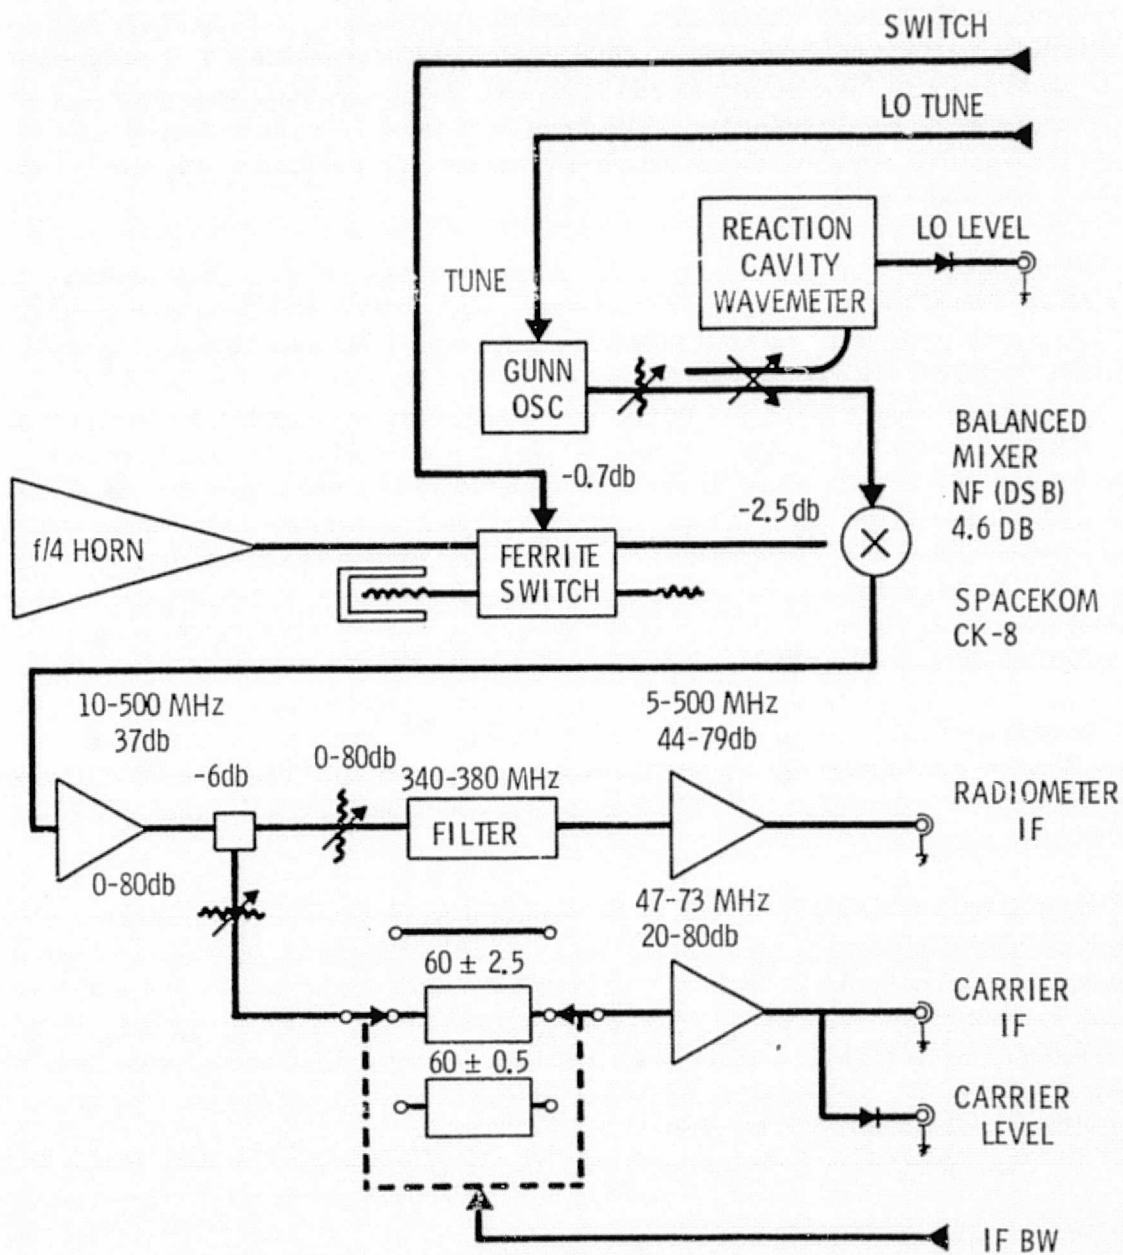 SWITCH
LO TUNE
REACTION
CAVITY
WAVEMETER
LO LEVEL
TUNE
GUNN
OSC
BALANCED
MIXER
NF (DSB)
4.6 DB
-0.7db
-2.5db
f/4 HORN
FERRITE
SWITCH
SPACEKOM
CK-8
10-500 MHz
37db
-6db
0-80db
340-380 MHz
FILTER
5-500 MHz
44-79db
RADIOMETER
IF
0-80db
47-73 MHz
20-80db
60 ± 2.5
60 ± 0.5
CARRIER
IF
CARRIER
LEVEL
IF BW